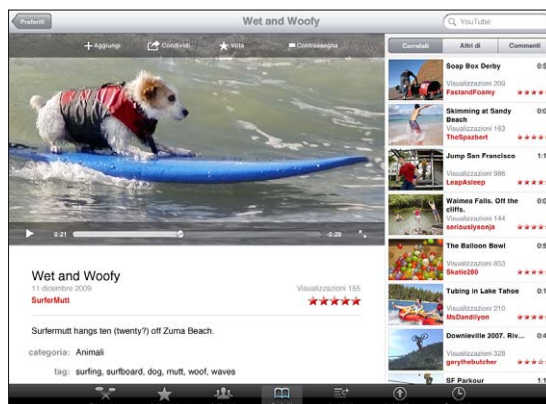 Preferiti
Wet and Woofy
YouTube
Aggiungi
Condividi
Vota
Contrassegna
Correlati
Altri di
Commenti
0:21
-0:29
Wet and Woofy
11 dicembre 2009
Visualizzazioni 155
SurferMutt
Surfermutt hangs ten (twenty?) off Zuma Beach.
categoria: Animali
tag: surfing, surfboard, dog, mutt, woof, waves
Soap Box Derby
Visualizzazioni 209
FastandFoamy
Skimming at Sandy
Beach
Visualizzazioni 163
TheSpazbert
Jump San Francisco
Visualizzazioni 986
LeapAsleep
Waimea Falls. Off the
cliffs.
Visualizzazioni 144
seriouslysonja
The Balloon Bowl
Visualizzazioni 853
Skatie280
Tubing in Lake Tahoe
Visualizzazioni 210
MsDandilyon
Downieville 2007. Riv...
Visualizzazioni 328
garythebutcher
SF Parkour